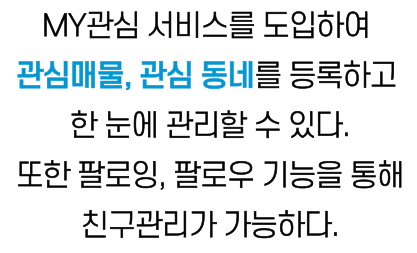 MY관심 서비스를 도입하여
관심매물, 관심 동네를 등록하고
한 눈에 관리할 수 있다.
또한 팔로잉, 팔로우 기능을 통해
친구관리가 가능하다.